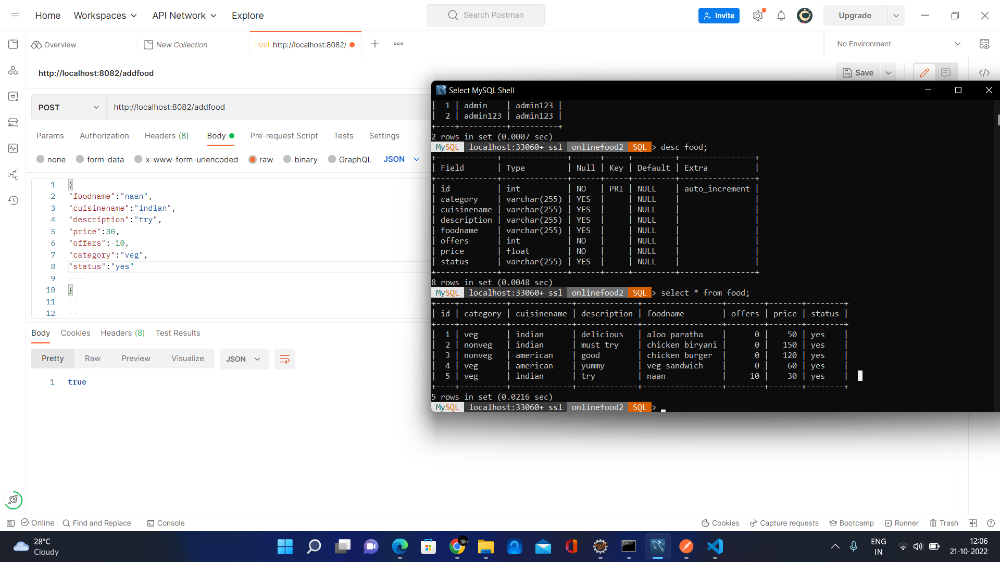 Home Workspaces API Network Explore Search Postman Invite Upgrade
Overview New Collection POST http://localhost:8082/ No Environment
http://localhost:8082/addfood Save
POST http://localhost:8082/addfood
Params Authorization Headers (8) Body Pre-request Script Tests Settings
none form-data x-www-form-urlencoded raw binary GraphQL JSON
1 {
2 "foodname":"naan",
3 "cuisinename":"indian",
4 "description":"try",
5 "price":30,
6 "offers": 10,
7 "category":"veg",
8 "status":"yes"
9
10 }
11
12
Body Cookies Headers (8) Test Results
Pretty Raw Preview Visualize JSON
1 true
Select MySQL Shell
| 1 | admin | admin123 |
| 2 | admin123 | admin123 |
+----+----------+----------+
2 rows in set (0.0007 sec)
MySQL localhost:33060+ ssl onlinefood2 SQL > desc food;
+-------------+--------------+------+-----+---------+----------------+
| Field | Type | Null | Key | Default | Extra |
+-------------+--------------+------+-----+---------+----------------+
| id | int | NO | PRI | NULL | auto_increment |
| category | varchar(255) | YES | | NULL | |
| cuisinename | varchar(255) | YES | | NULL | |
| description | varchar(255) | YES | | NULL | |
| foodname | varchar(255) | YES | | NULL | |
| offers | int | NO | | NULL | |
| price | float | NO | | NULL | |
| status | varchar(255) | YES | | NULL | |
+-------------+--------------+------+-----+---------+----------------+
8 rows in set (0.0048 sec)
MySQL localhost:33060+ ssl onlinefood2 SQL > select * from food;
+----+----------+-------------+-------------+-----------------+--------+-------+--------+
| id | category | cuisinename | description | foodname | offers | price | status |
+----+----------+-------------+-------------+-----------------+--------+-------+--------+
| 1 | veg | indian | delicious | aloo paratha | 0 | 50 | yes |
| 2 | nonveg | indian | must try | chicken biryani | 0 | 150 | yes |
| 3 | nonveg | american | good | chicken burger | 0 | 120 | yes |
| 4 | veg | american | yummy | veg sandwich | 0 | 60 | yes |
| 5 | veg | indian | try | naan | 10 | 30 | yes |
+----+----------+-------------+-------------+-----------------+--------+-------+--------+
5 rows in set (0.0216 sec)
MySQL localhost:33060+ ssl onlinefood2 SQL >
Online Find and Replace Console Cookies Capture requests Bootcamp Runner Trash
28°C
Cloudy
ENG
IN
12:06
21-10-2022